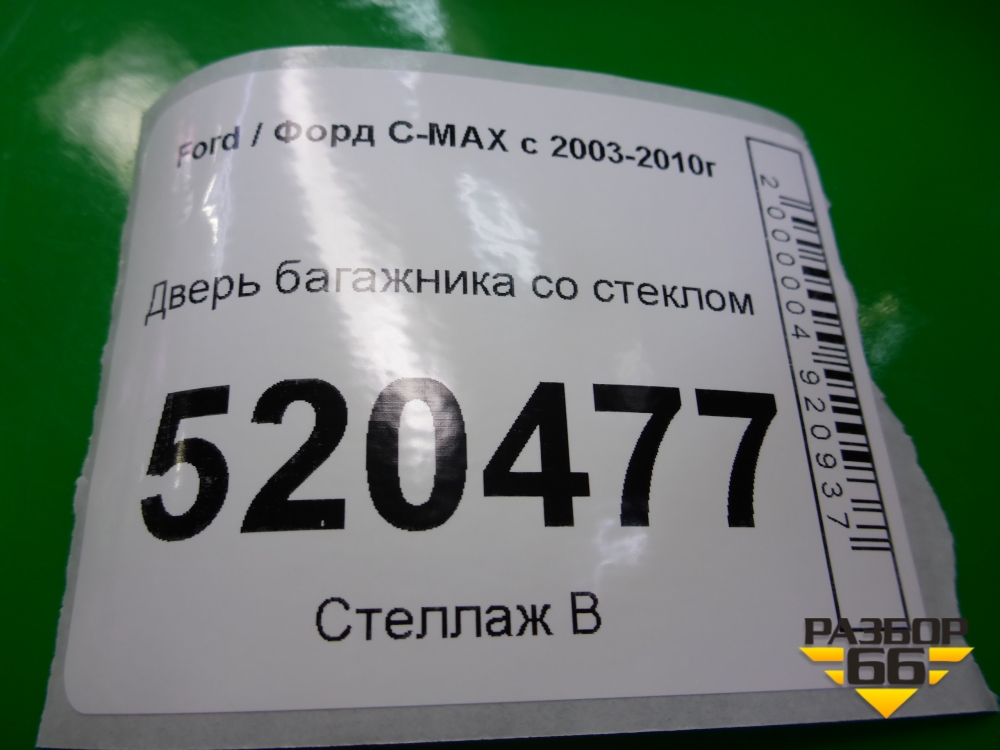 Ford / Форд C-MAX с 2003-2010г
Дверь багажника со стеклом
520477
Стеллаж В
2000004920937
РАЗБОР
66